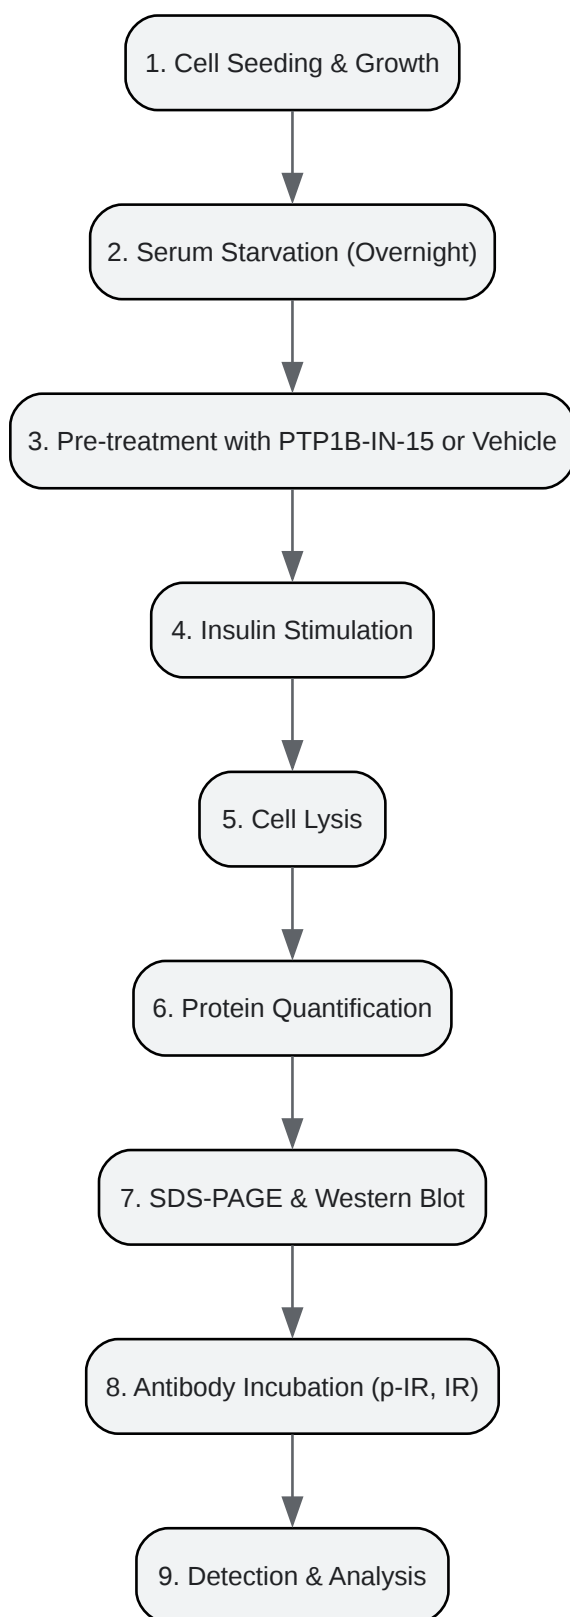 1. Cell Seeding & Growth
2. Serum Starvation (Overnight)
3. Pre-treatment with PTP1B-IN-15 or Vehicle
4. Insulin Stimulation
5. Cell Lysis
6. Protein Quantification
7. SDS-PAGE & Western Blot
8. Antibody Incubation (p-IR, IR)
9. Detection & Analysis